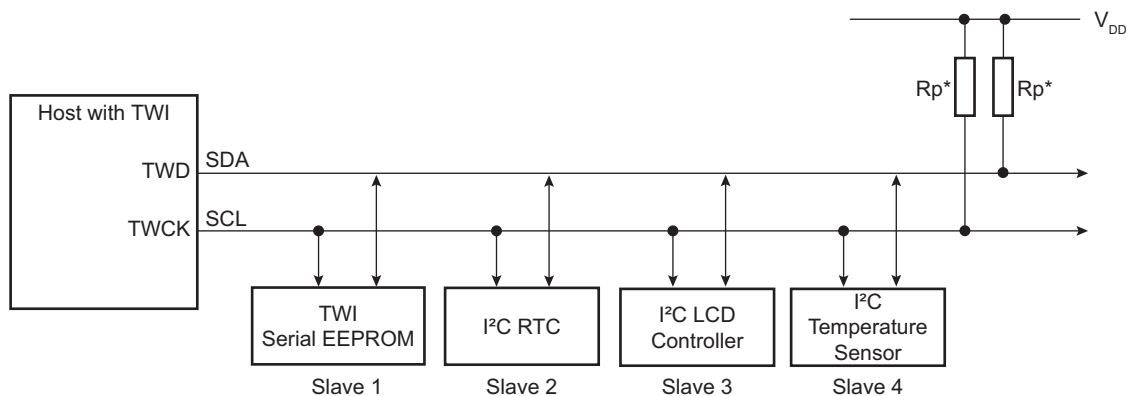 V_DD
Rp* Rp*
Host with TWI
TWD SDA
TWCK SCL
TWI
Serial EEPROM
I²C RTC
I²C LCD
Controller
I²C
Temperature
Sensor
Slave 1 Slave 2 Slave 3 Slave 4